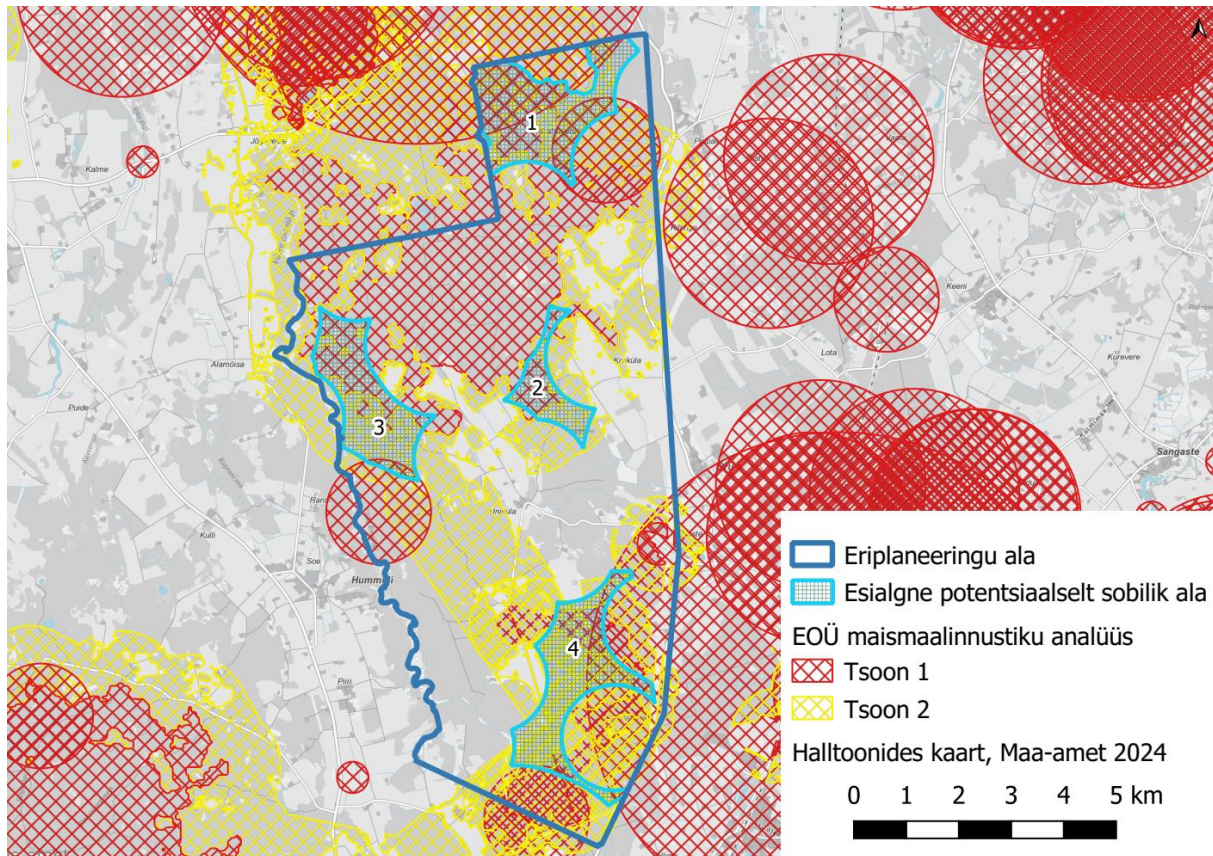 Jõgeveste
Kalme
1
Keeni
Lota
Kurevere
Alamõisa
Kreiküla
2
Puide
3
Sangaste
Kulli
Soe
Hummuli
4
Piiri
Eriplaneeringu ala
Esialgne potentsiaalselt sobilik ala
EOÜ maismaalinnustiku analüüs
Tsoon 1
Tsoon 2
Halltoonides kaart, Maa-amet 2024
0 1 2 3 4 5 km